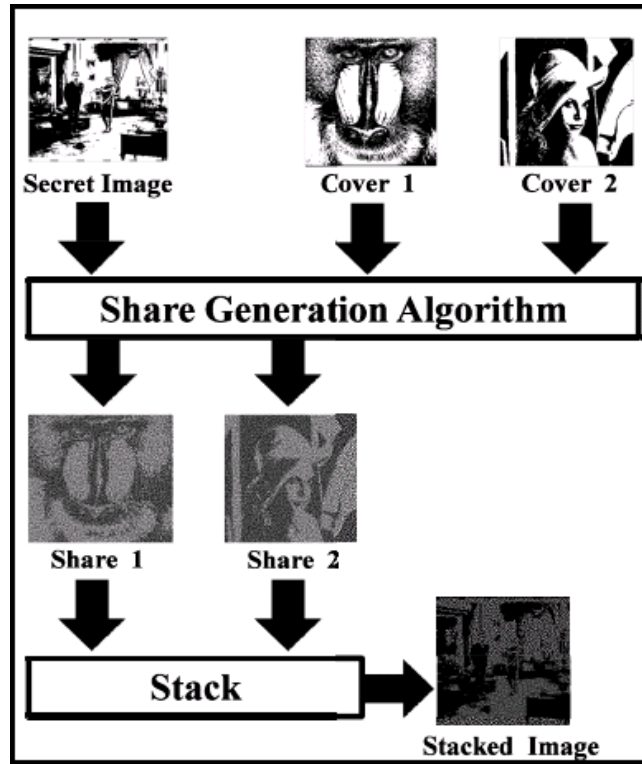 Secret Image
Cover 1
Cover 2
Share Generation Algorithm
Share 1
Share 2
Stack
Stacked Image